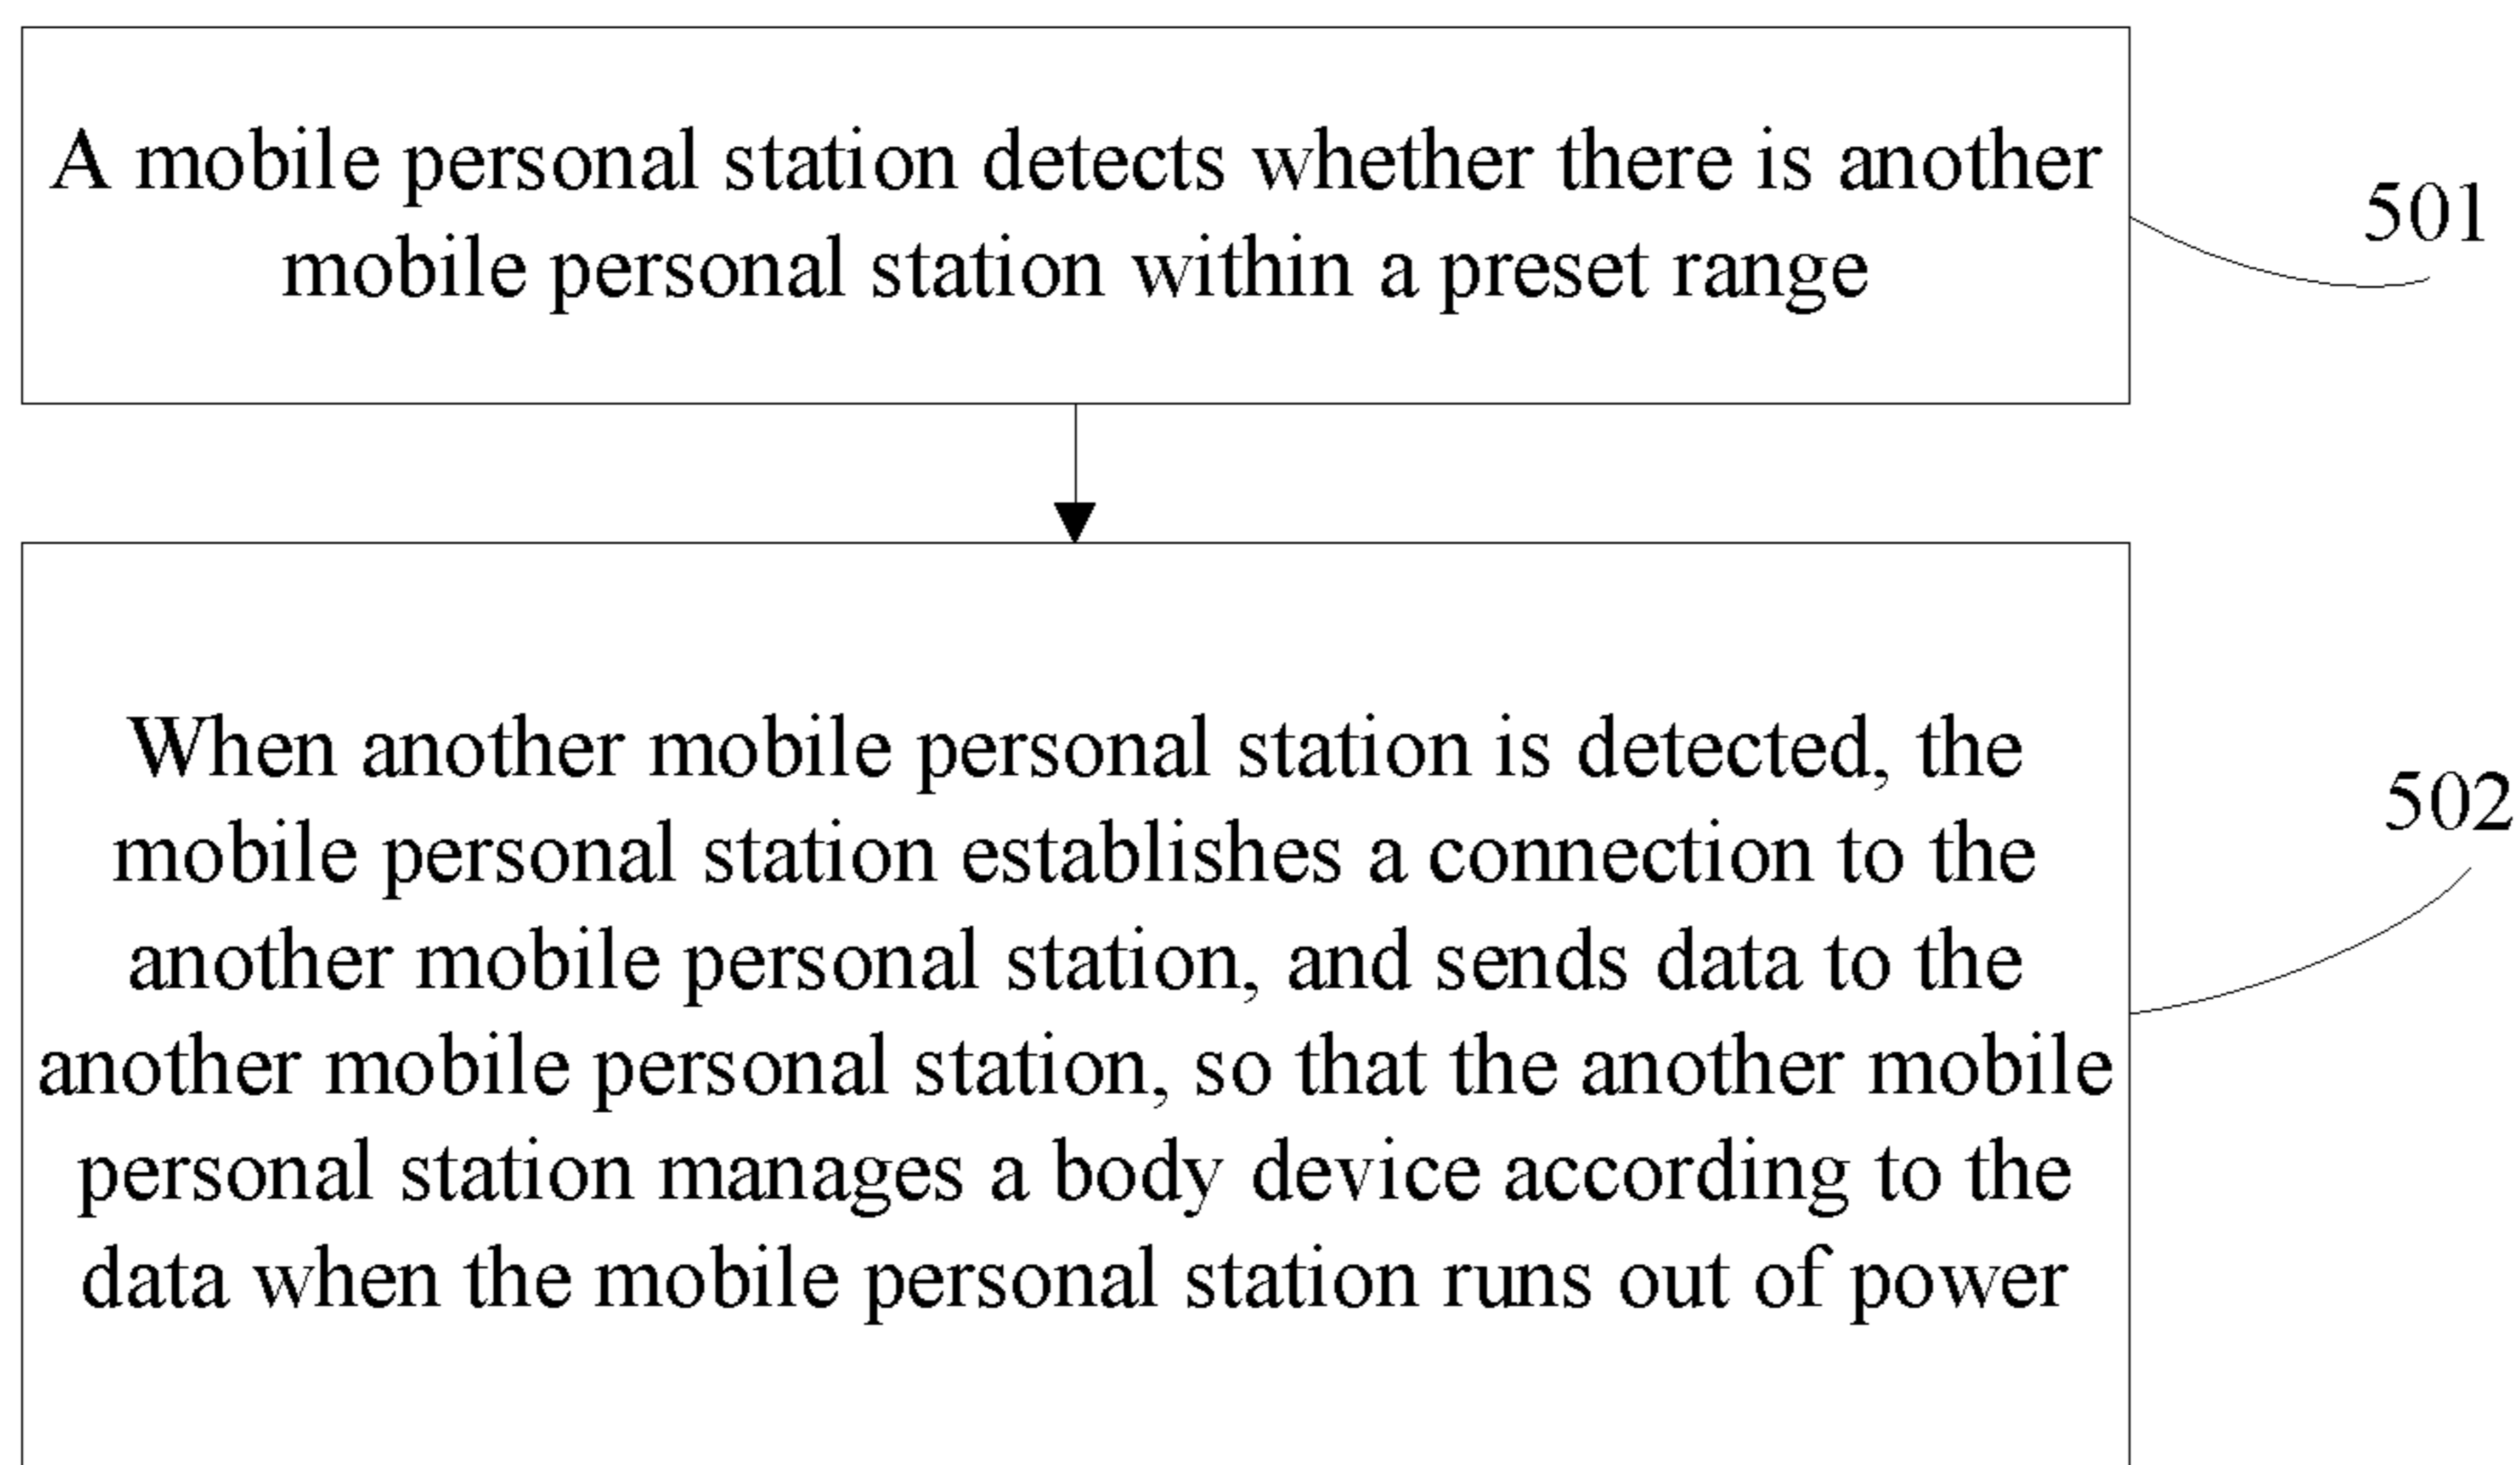 A mobile personal station detects whether there is another
mobile personal station within a preset range
501
When another mobile personal station is detected, the
mobile personal station establishes a connection to the
another mobile personal station, and sends data to the
another mobile personal station, so that the another mobile
personal station manages a body device according to the
data when the mobile personal station runs out of power
502